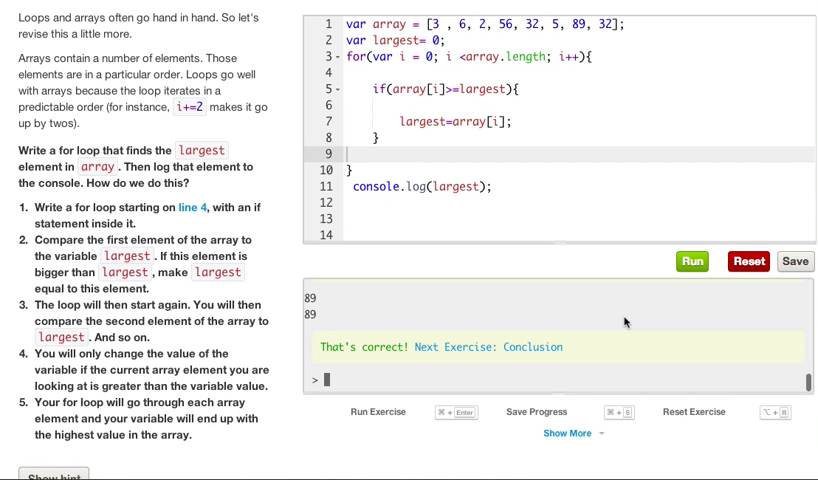 Loops and arrays often go hand in hand. So let's
revise this a little more.
Arrays contain a number of elements. Those
elements are in a particular order. Loops go well
with arrays because the loop iterates in a
predictable order (for instance, i+=2 makes it go
up by twos).
Write a for loop that finds the largest
element in array. Then log that element to
the console. How do we do this?
1. Write a for loop starting on line 4, with an if
statement inside it.
2. Compare the first element of the array to
the variable largest. If this element is
bigger than largest, make largest
equal to this element.
3. The loop will then start again. You will then
compare the second element of the array to
largest. And so on.
4. You will only change the value of the
variable if the current array element you are
looking at is greater than the variable value.
5. Your for loop will go through each array
element and your variable will end up with
the highest value in the array.
Show hint
1 var array = [3 , 6, 2, 56, 32, 5, 89, 32];
2 var largest= 0;
3 for(var i = 0; i <array.length; i++){
4
5 if(array[i]>=largest){
6
7 largest=array[i];
8 }
9
10 }
11 console.log(largest);
12
13
14
Run Reset Save
89
89
That's correct! Next Exercise: Conclusion
>
Run Exercise ⌘ + Enter Save Progress ⌘ + S Reset Exercise ⌥ + R
Show More